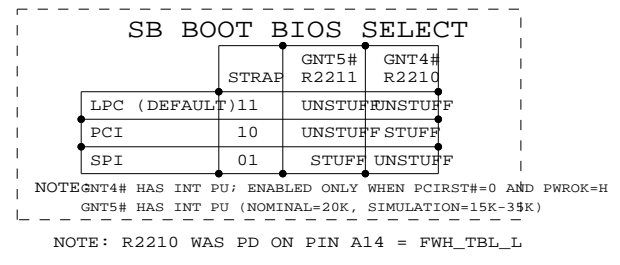 SB BOOT BIOS SELECT
GNT5# GNT4#
STRAP R2211 R2210
LPC (DEFAULT) 11 UNSTUFF UNSTUFF
PCI 10 UNSTUFF STUFF
SPI 01 STUFF UNSTUFF
NOTE: GNT4# HAS INT PU; ENABLED ONLY WHEN PCIRST#=0 AND PWROK=H
GNT5# HAS INT PU (NOMINAL=20K, SIMULATION=15K-35K)
NOTE: R2210 WAS PD ON PIN A14 = FWH_TBL_L